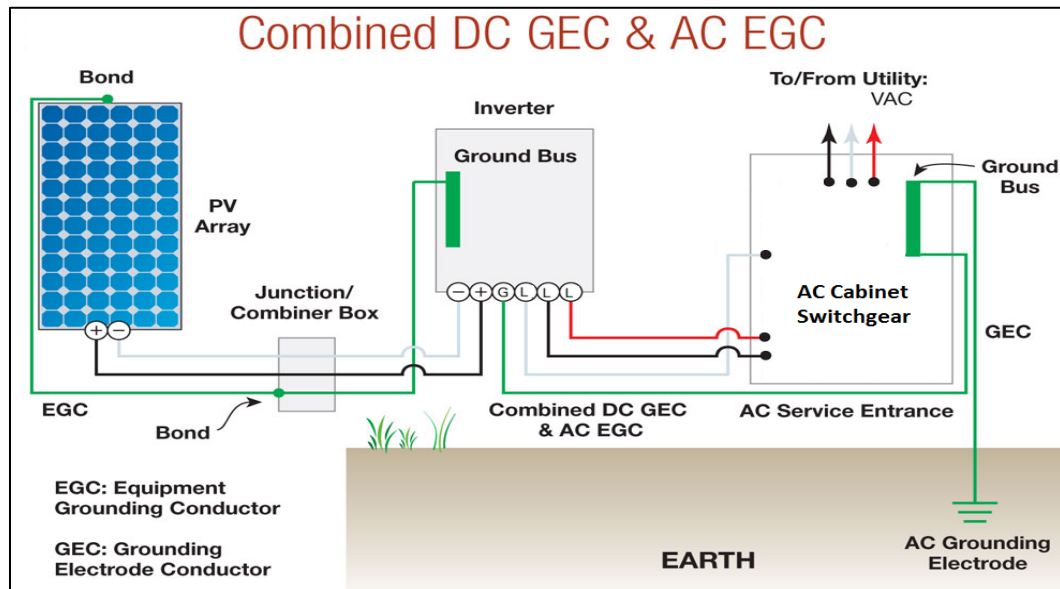 Combined DC GEC & AC EGC
Bond
To/From Utility:
VAC
Inverter
Ground Bus
Ground
Bus
PV
Array
Junction/
Combiner Box
AC Cabinet
Switchgear
− + G L L L
+ −
GEC
EGC
Bond
Combined DC GEC
& AC EGC
AC Service Entrance
EGC: Equipment
Grounding Conductor
GEC: Grounding
Electrode Conductor
EARTH
AC Grounding
Electrode